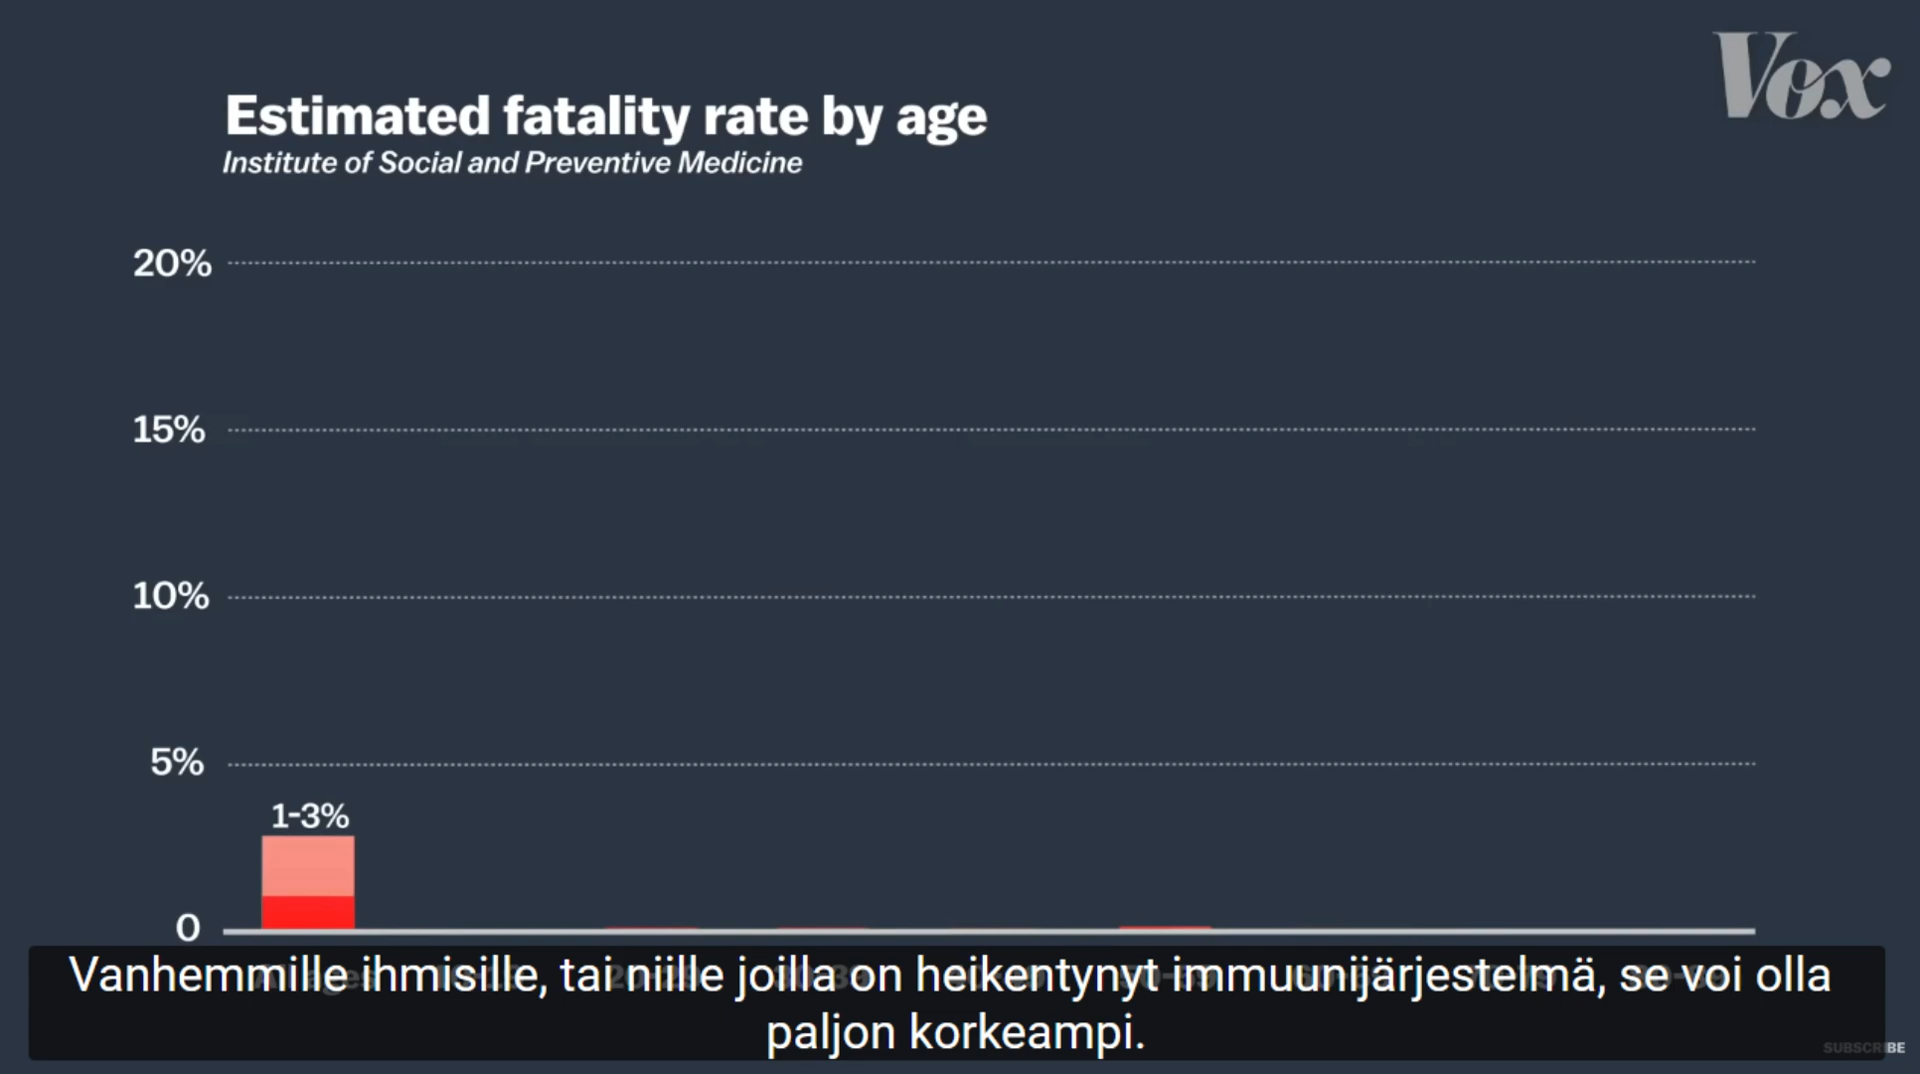 Vox
Estimated fatality rate by age
Institute of Social and Preventive Medicine
20%
15%
10%
5%
1-3%
0
Vanhemmille ihmisille, tai niille joilla on heikentynyt immuunijärjestelmä, se voi olla
paljon korkeampi.
SUBSCRIBE